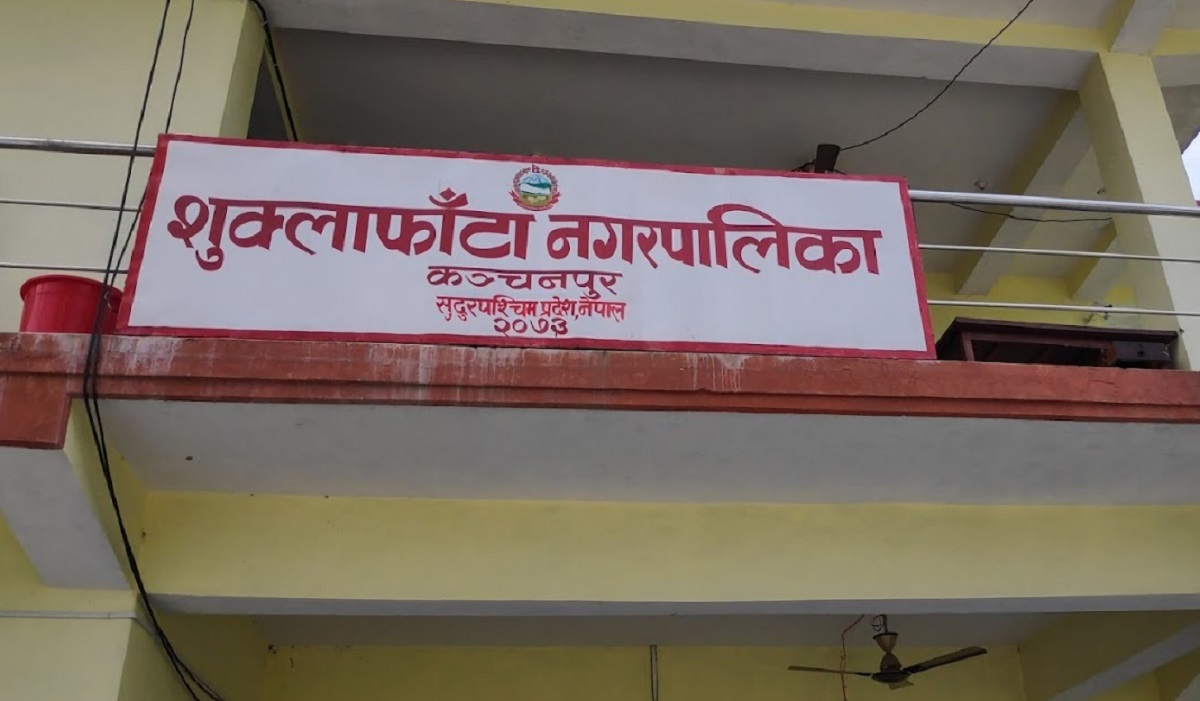 शुक्लाफाँटा नगरपालिका
कञ्चनपुर
सुदुरपश्चिम प्रदेश, नेपाल
२०७३